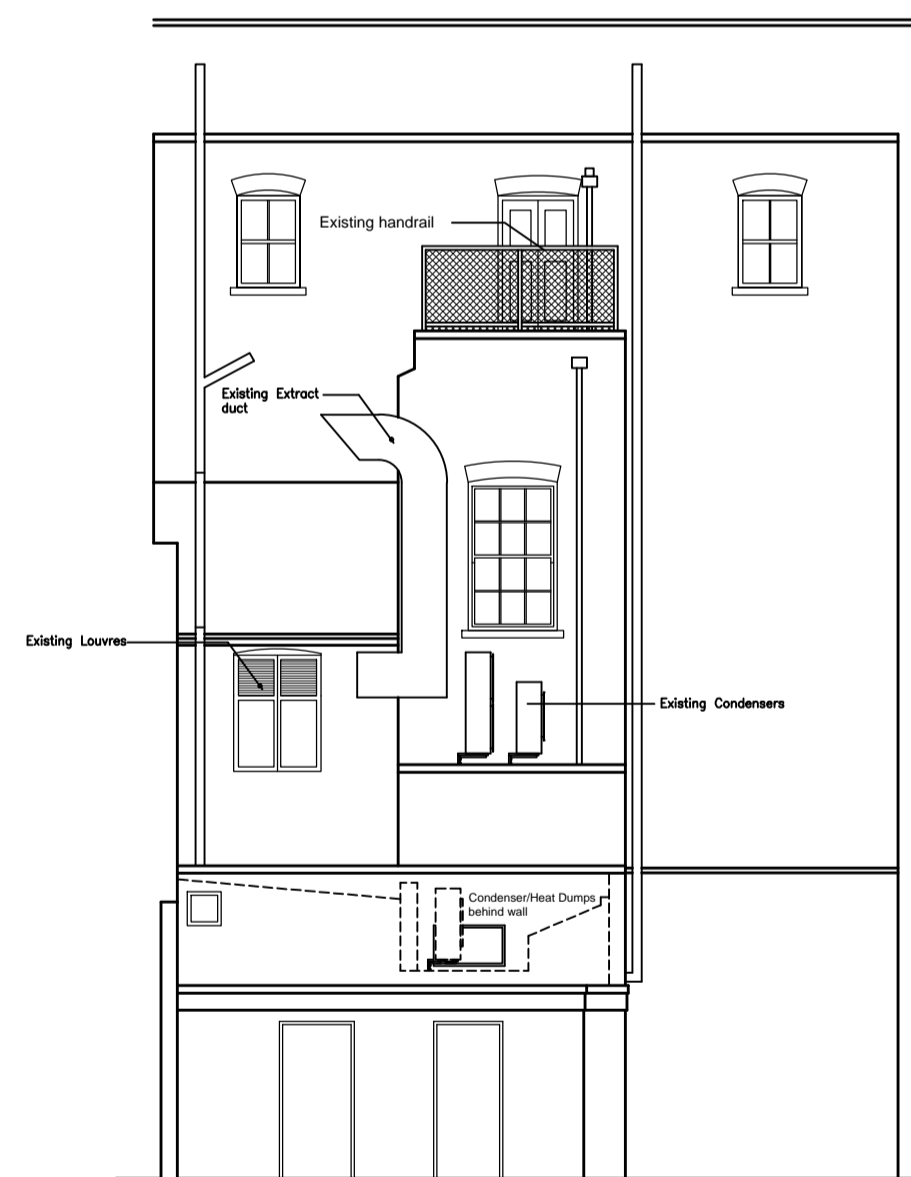 Existing handrail
Existing Extract
duct
Existing Louvres
Existing Condensers
Condenser/Heat Dumps
behind wall